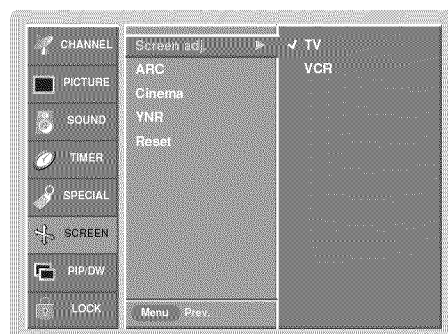 CHANNEL
PICTURE
SOUND
TIMER
SPECIAL
SCREEN
PIP/DW
LOCK
Screen adj.
ARC
Cinema
YNR
Reset
Menu Prev.
TV
VCR